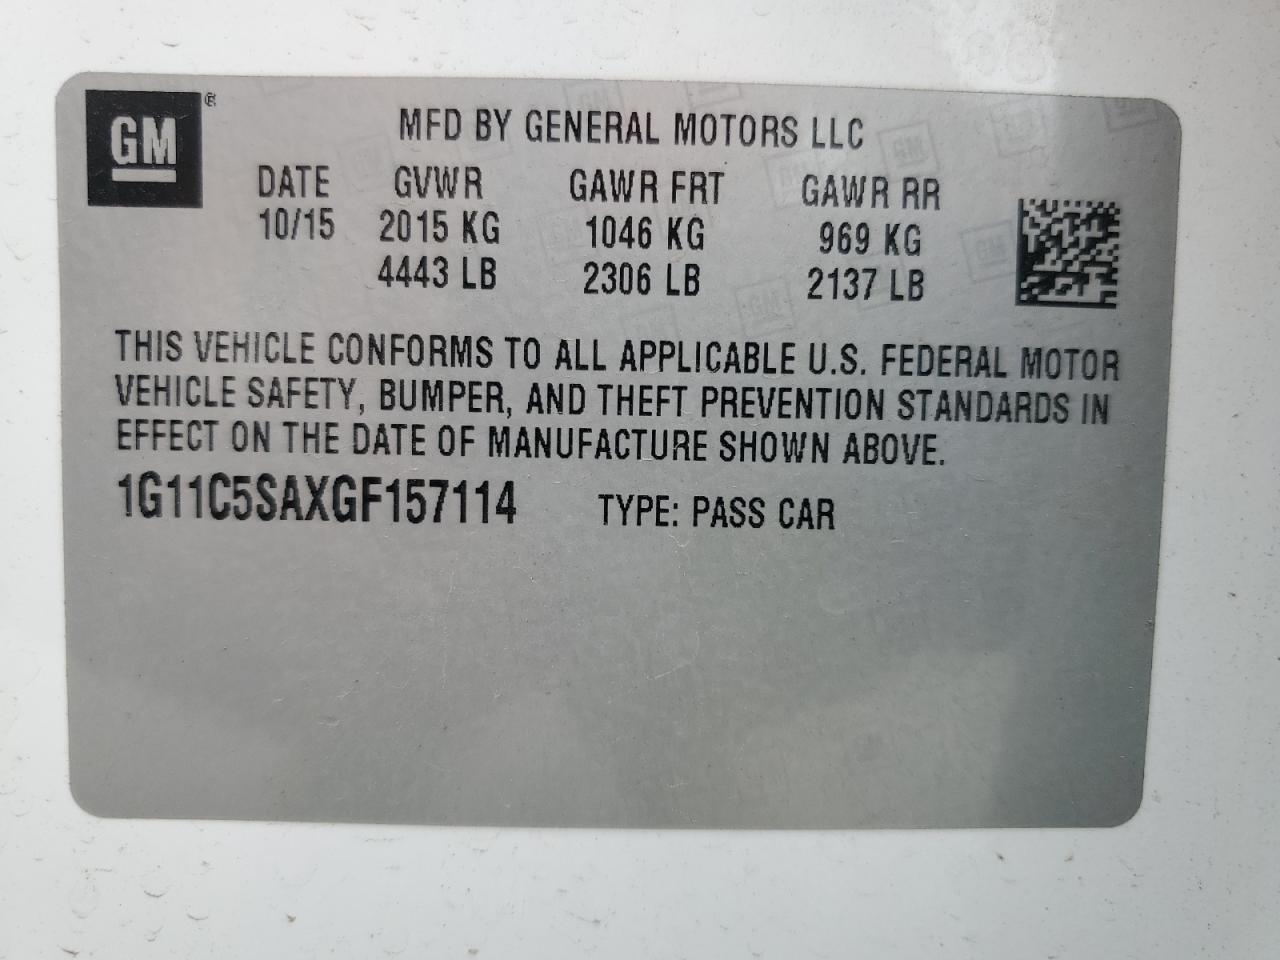 GM®
MFD BY GENERAL MOTORS LLC
DATE GVWR GAWR FRT GAWR RR
10/15 2015 KG 1046 KG 969 KG
4443 LB 2306 LB 2137 LB
THIS VEHICLE CONFORMS TO ALL APPLICABLE U.S. FEDERAL MOTOR
VEHICLE SAFETY, BUMPER, AND THEFT PREVENTION STANDARDS IN
EFFECT ON THE DATE OF MANUFACTURE SHOWN ABOVE.
1G11C5SAXGF157114 TYPE: PASS CAR